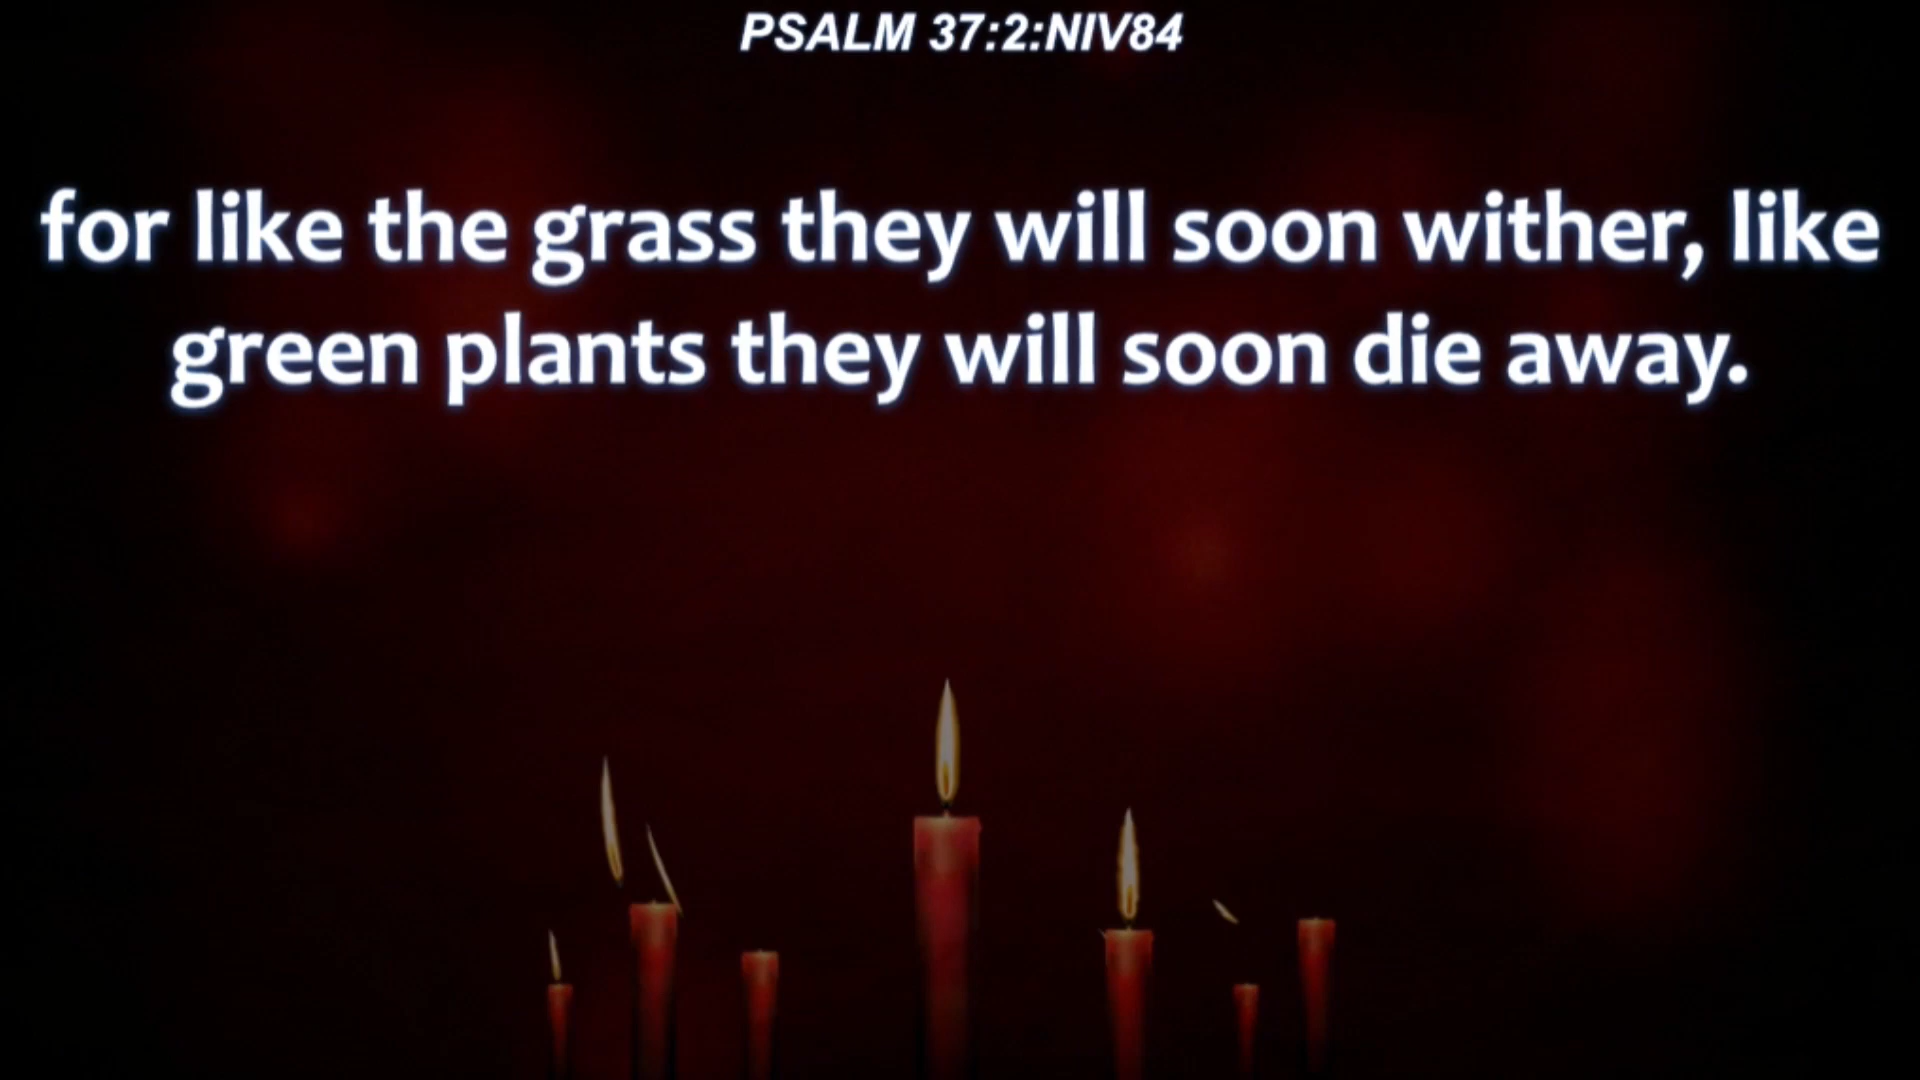 PSALM 37:2:NIV84
for like the grass they will soon wither, like
green plants they will soon die away.